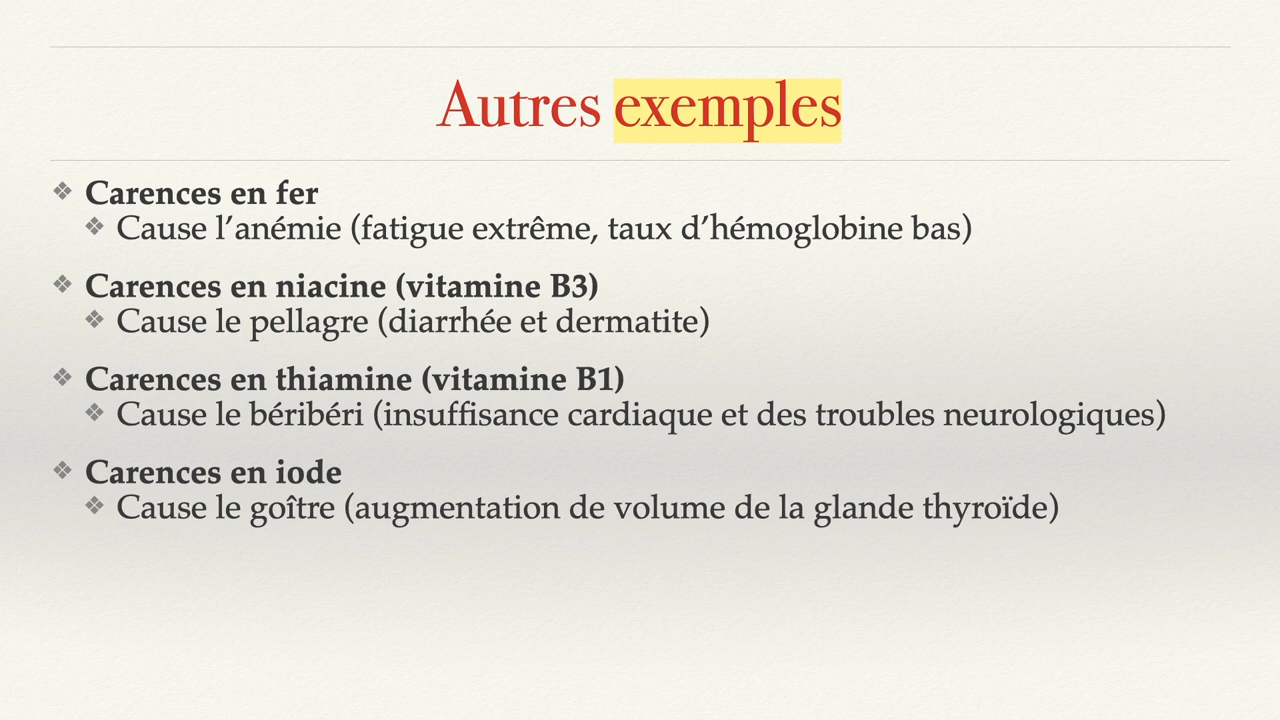 Autres exemples
❖ Carences en fer
❖ Cause l’anémie (fatigue extrême, taux d’hémoglobine bas)
❖ Carences en niacine (vitamine B3)
❖ Cause le pellagre (diarrhée et dermatite)
❖ Carences en thiamine (vitamine B1)
❖ Cause le béribéri (insuffisance cardiaque et des troubles neurologiques)
❖ Carences en iode
❖ Cause le goître (augmentation de volume de la glande thyroïde)